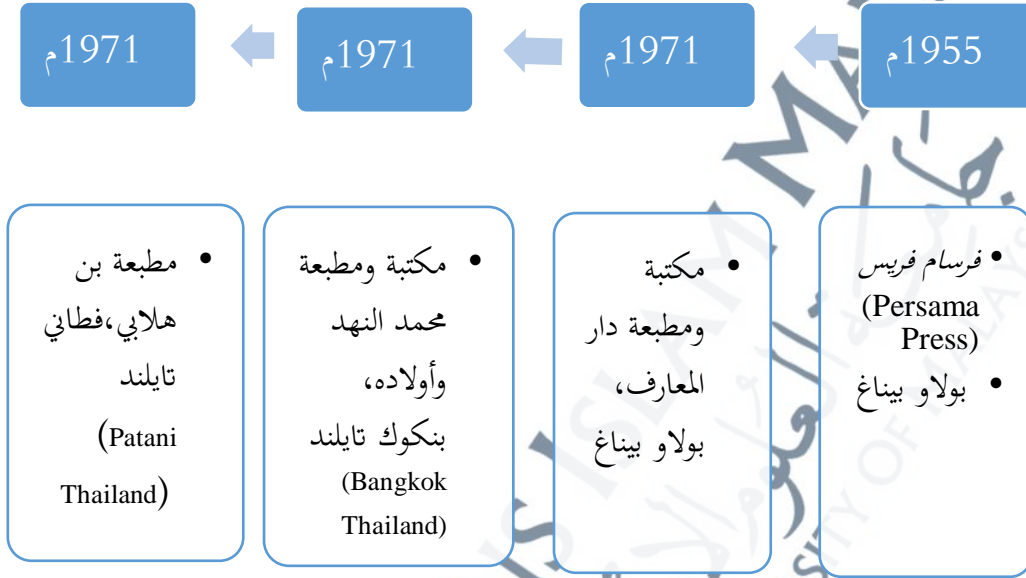 1955م
1971م
1971م
1971م
• فرسام فريس
(Persama
Press)
• بولاو بيناغ
• مكتبة
ومطبعة دار
المعارف،
بولاو بيناغ
• مكتبة ومطبعة
محمد النهد
وأولاده،
بنكوك تايلند
(Bangkok
Thailand)
• مطبعة بن
هلابي،فطاني
تايلند
(Patani
Thailand)